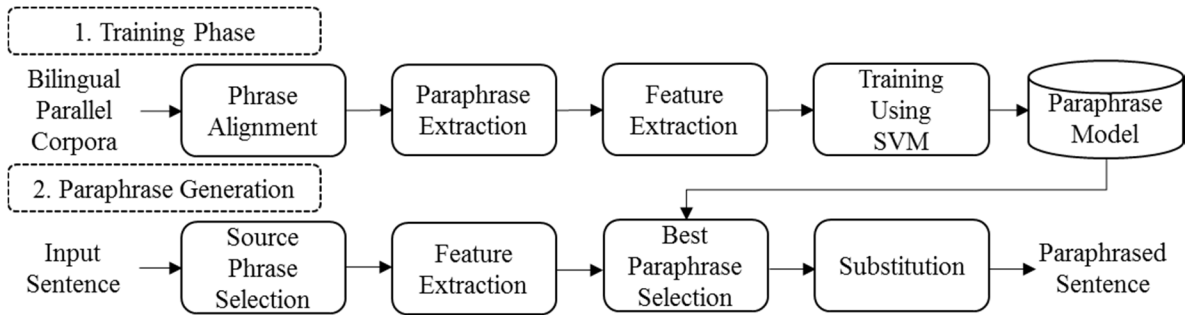 1. Training Phase
Bilingual
Parallel
Corpora
Phrase
Alignment
Paraphrase
Extraction
Feature
Extraction
Training
Using
SVM
Paraphrase
Model
2. Paraphrase Generation
Input
Sentence
Source
Phrase
Selection
Feature
Extraction
Best
Paraphrase
Selection
Substitution
Paraphrased
Sentence